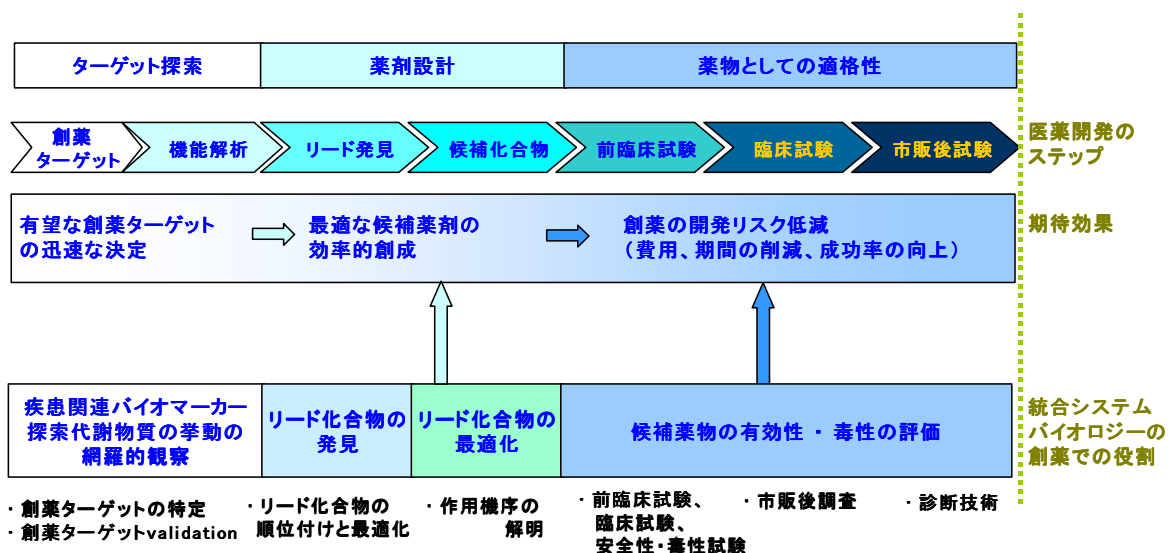 ターゲット探索
薬剤設計
薬物としての適格性
創薬
ターゲット
機能解析
リード発見
候補化合物
前臨床試験
臨床試験
市販後試験
医薬開発の
ステップ
有望な創薬ターゲット
の迅速な決定
最適な候補薬剤の
効率的創成
創薬の開発リスク低減
(費用、期間の削減、成功率の向上)
期待効果
疾患関連バイオマーカー
探索代謝物質の挙動の
網羅的観察
リード化合物の
発見
リード化合物の
最適化
候補薬物の有効性 ・ 毒性の評価
統合システム
バイオロジーの
創薬での役割
・創薬ターゲットの特定
・創薬ターゲットvalidation
・リード化合物の
順位付けと最適化
・作用機序の
解明
・前臨床試験、
臨床試験、
安全性・毒性試験
・市販後調査
・診断技術